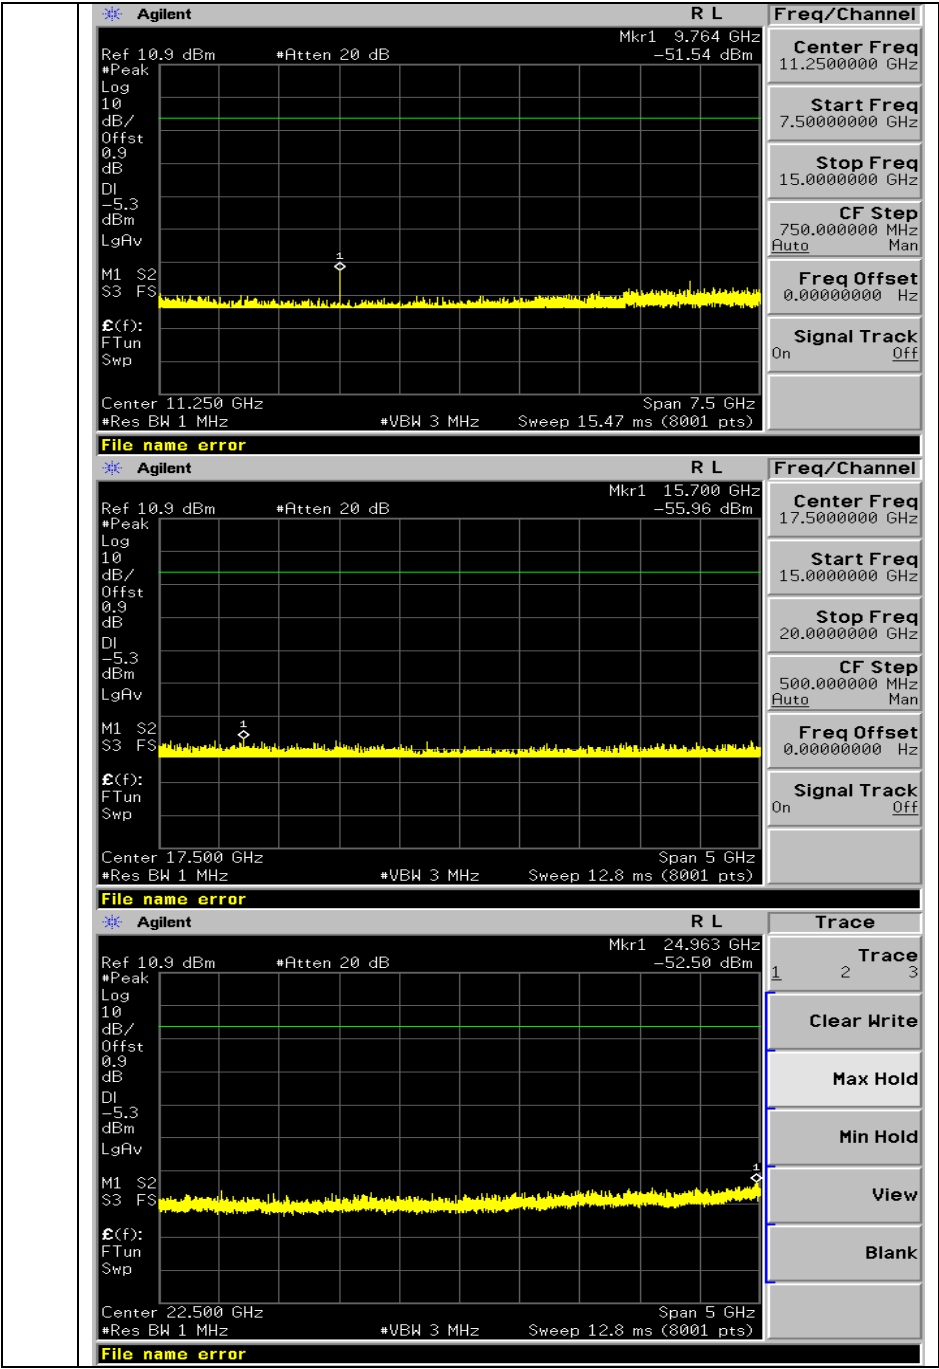 Agilent R L Freq/Channel
Mkr1 9.764 GHz
Ref 10.9 dBm #Atten 20 dB -51.54 dBm
#Peak
Log
10
dB/
Offst
0.9
dB
DI
-5.3
dBm
LgAv
M1 S2
S3 FS
£(f):
FTun
Swp
1
Center 11.250 GHz Span 7.5 GHz
#Res BW 1 MHz #VBW 3 MHz Sweep 15.47 ms (8001 pts)
File name error
Center Freq
11.2500000 GHz
Start Freq
7.50000000 GHz
Stop Freq
15.0000000 GHz
CF Step
750.000000 MHz
Auto Man
Freq Offset
0.00000000 Hz
Signal Track
On Off
Agilent R L Freq/Channel
Mkr1 15.700 GHz
Ref 10.9 dBm #Atten 20 dB -55.96 dBm
#Peak
Log
10
dB/
Offst
0.9
dB
DI
-5.3
dBm
LgAv
M1 S2
S3 FS
£(f):
FTun
Swp
1
Center 17.500 GHz Span 5 GHz
#Res BW 1 MHz #VBW 3 MHz Sweep 12.8 ms (8001 pts)
File name error
Center Freq
17.5000000 GHz
Start Freq
15.0000000 GHz
Stop Freq
20.0000000 GHz
CF Step
500.000000 MHz
Auto Man
Freq Offset
0.00000000 Hz
Signal Track
On Off
Agilent R L Trace
Mkr1 24.963 GHz
Ref 10.9 dBm #Atten 20 dB -52.50 dBm
#Peak
Log
10
dB/
Offst
0.9
dB
DI
-5.3
dBm
LgAv
M1 S2
S3 FS
£(f):
FTun
Swp
1
Center 22.500 GHz Span 5 GHz
#Res BW 1 MHz #VBW 3 MHz Sweep 12.8 ms (8001 pts)
File name error
Trace
1 2 3
Clear Write
Max Hold
Min Hold
View
Blank